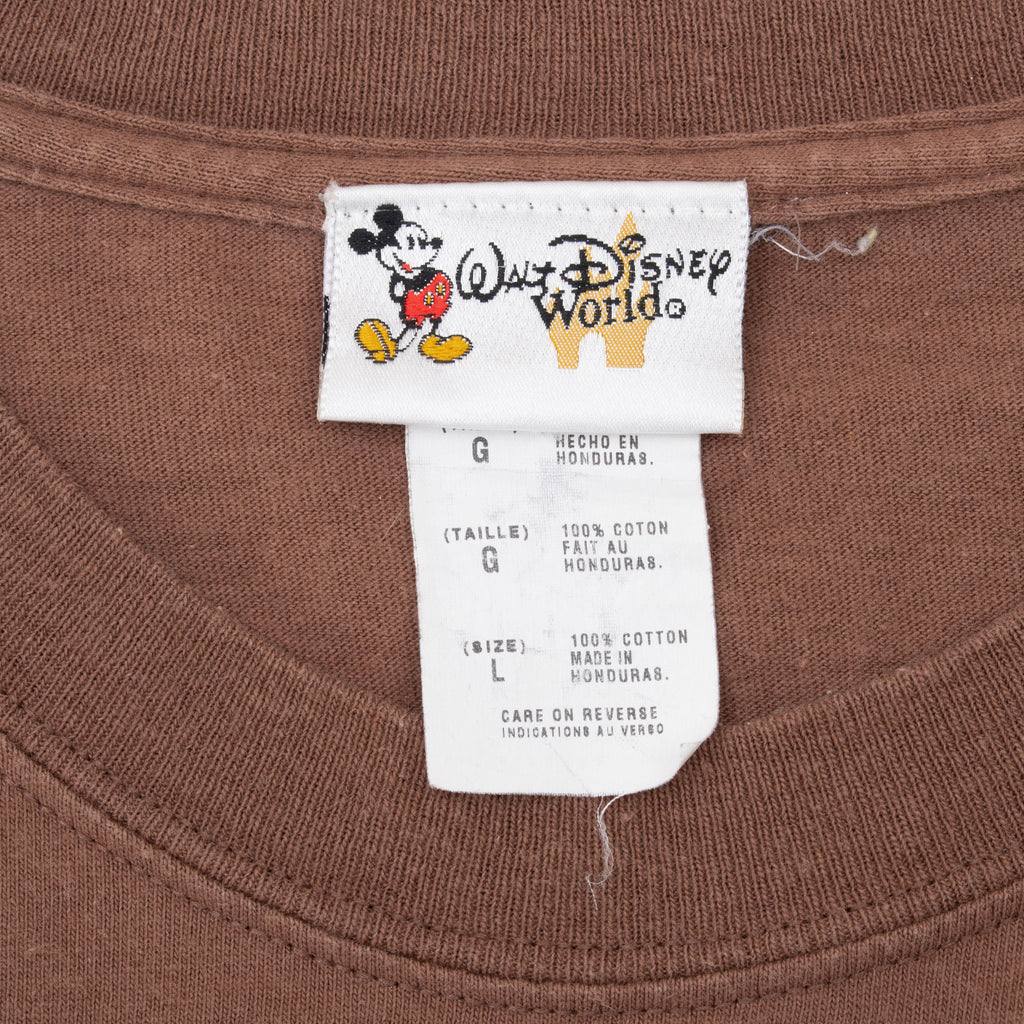 Walt Disney
World®
G
HECHO EN
HONDURAS.
(TAILLE)
G
100% COTON
FAIT AU
HONDURAS.
(SIZE)
L
100% COTTON
MADE IN
HONDURAS.
CARE ON REVERSE
INDICATIONS AU VERSO